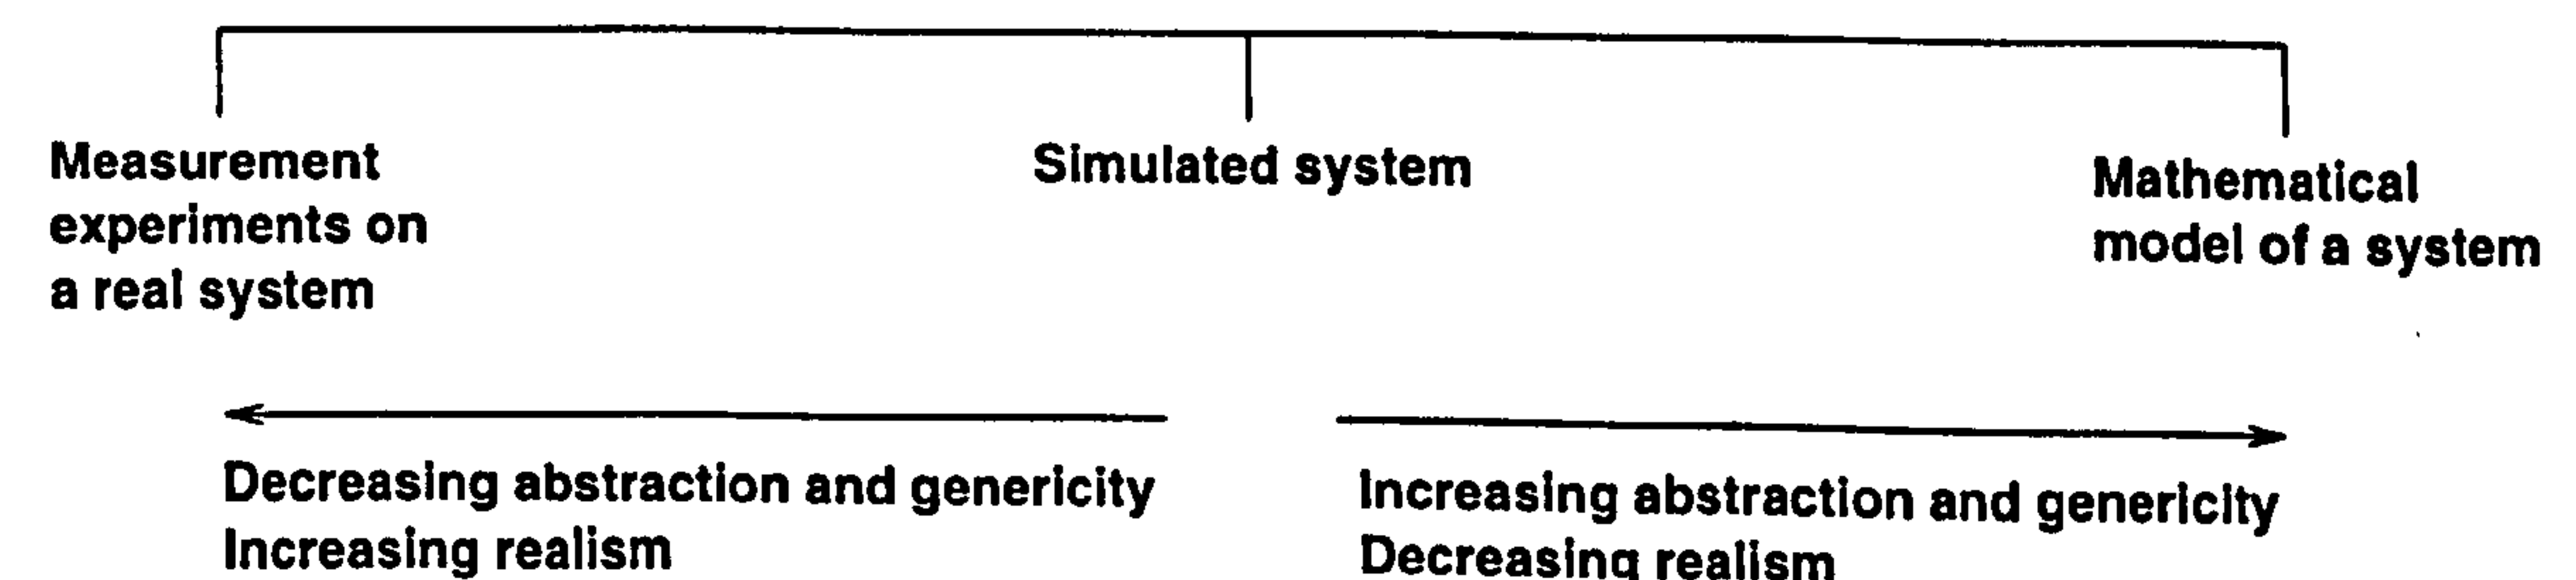 Measurement
experiments on
a real system
Simulated system
Mathematical
model of a system
Decreasing abstraction and genericity
Increasing realism
Increasing abstraction and genericity
Decreasing realism